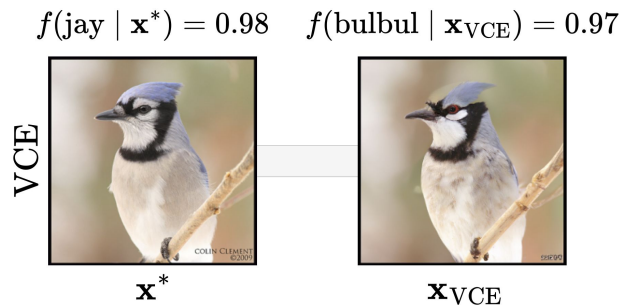 f(jay | x*) = 0.98
f(bulbul | x_VCE) = 0.97
VCE
COLIN CLEMENT
©2009
x*
x_VCE